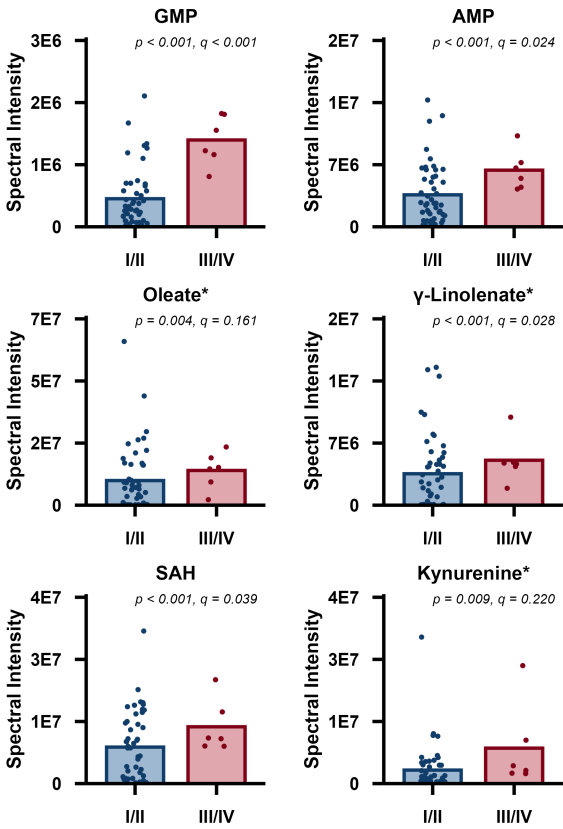 GMP
p < 0.001, q < 0.001
Spectral Intensity
3E6
2E6
1E6
0
I/II
III/IV
AMP
p < 0.001, q = 0.024
Spectral Intensity
2E7
1E7
7E6
0
I/II
III/IV
Oleate*
p = 0.004, q = 0.161
Spectral Intensity
7E7
5E7
2E7
0
I/II
III/IV
γ-Linolenate*
p < 0.001, q = 0.028
Spectral Intensity
2E7
1E7
7E6
0
I/II
III/IV
SAH
p < 0.001, q = 0.039
Spectral Intensity
4E7
3E7
1E7
0
I/II
III/IV
Kynurenine*
p = 0.009, q = 0.220
Spectral Intensity
4E7
3E7
1E7
0
I/II
III/IV